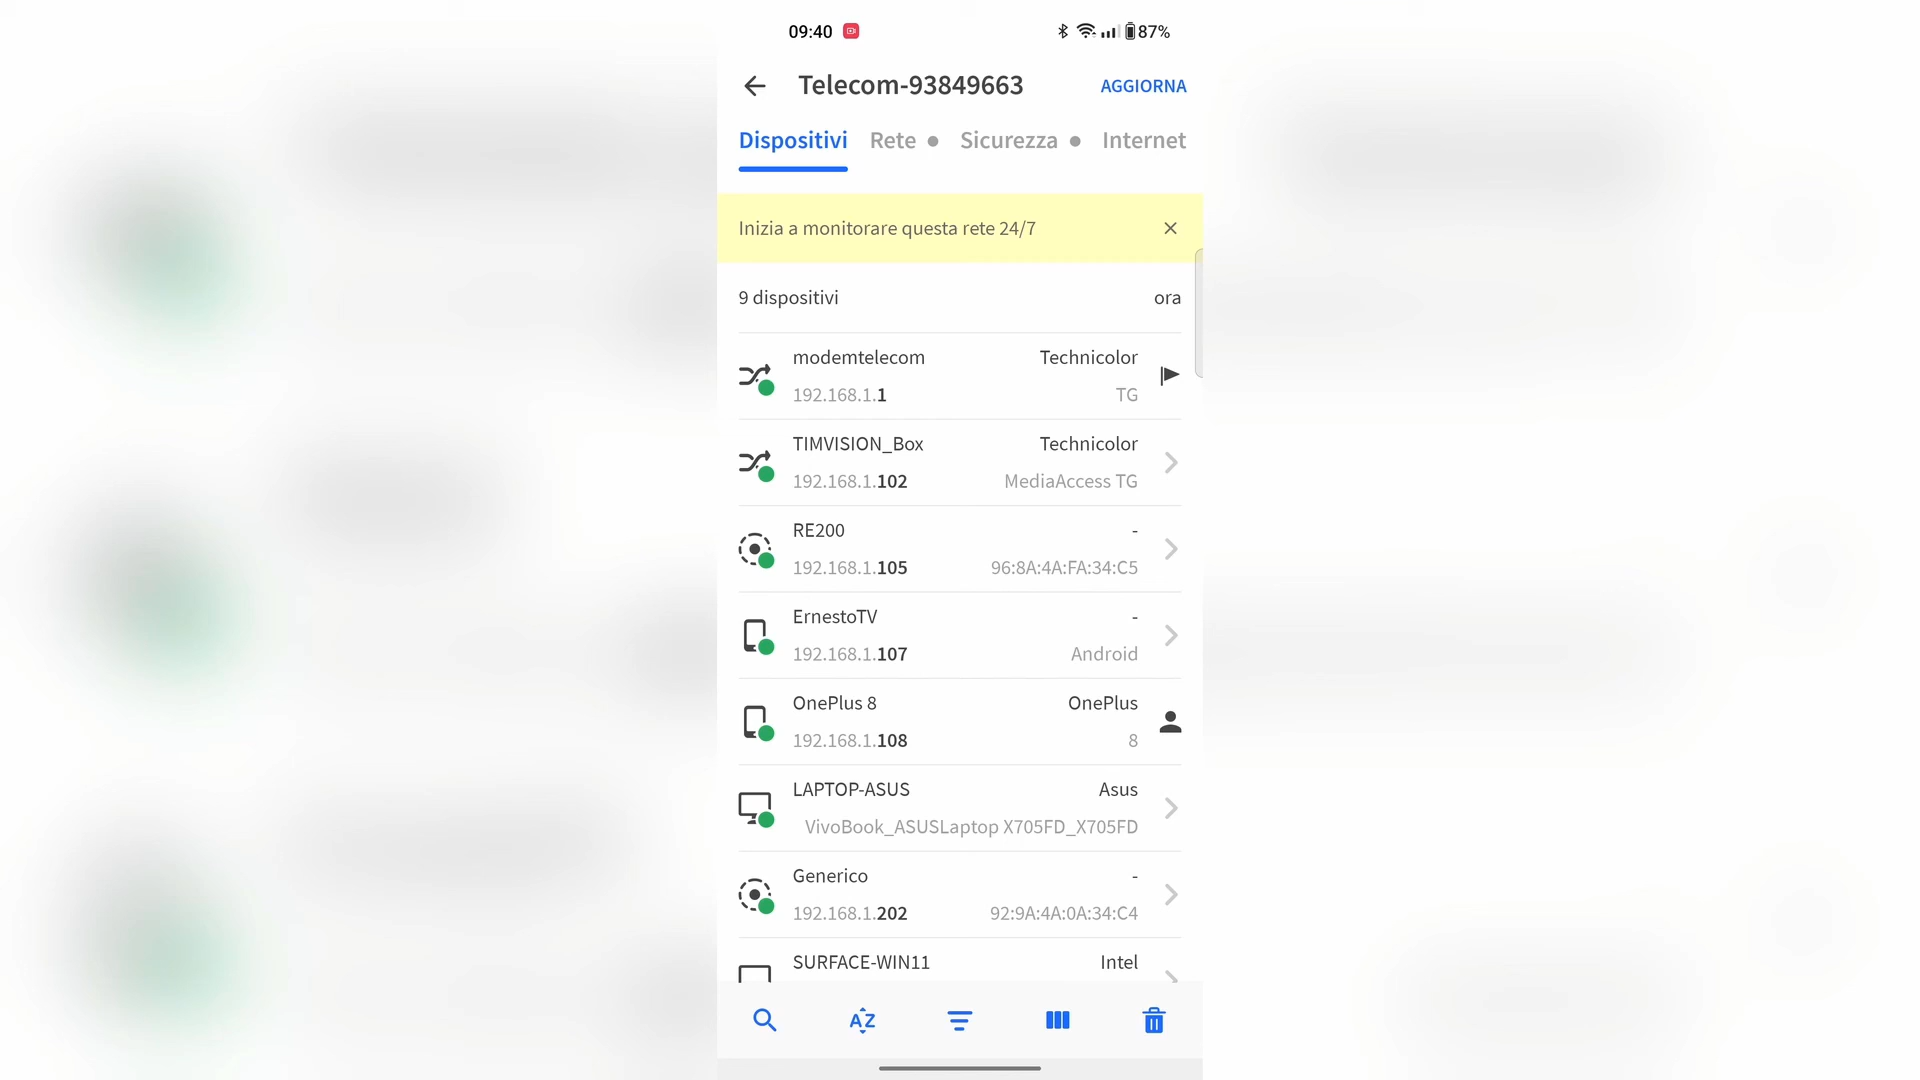 09:40 87%
Telecom-93849663 AGGIORNA
Dispositivi Rete Sicurezza Internet
Inizia a monitorare questa rete 24/7
9 dispositivi ora
modemtelecom Technicolor
192.168.1.1 TG
TIMVISION_Box Technicolor
192.168.1.102 MediaAccess TG
RE200 -
192.168.1.105 96:8A:4A:FA:34:C5
ErnestoTV -
192.168.1.107 Android
OnePlus 8 OnePlus
192.168.1.108 8
LAPTOP-ASUS Asus
VivoBook_ASUSLaptop X705FD_X705FD
Generico -
192.168.1.202 92:9A:4A:0A:34:C4
SURFACE-WIN11 Intel
AZ